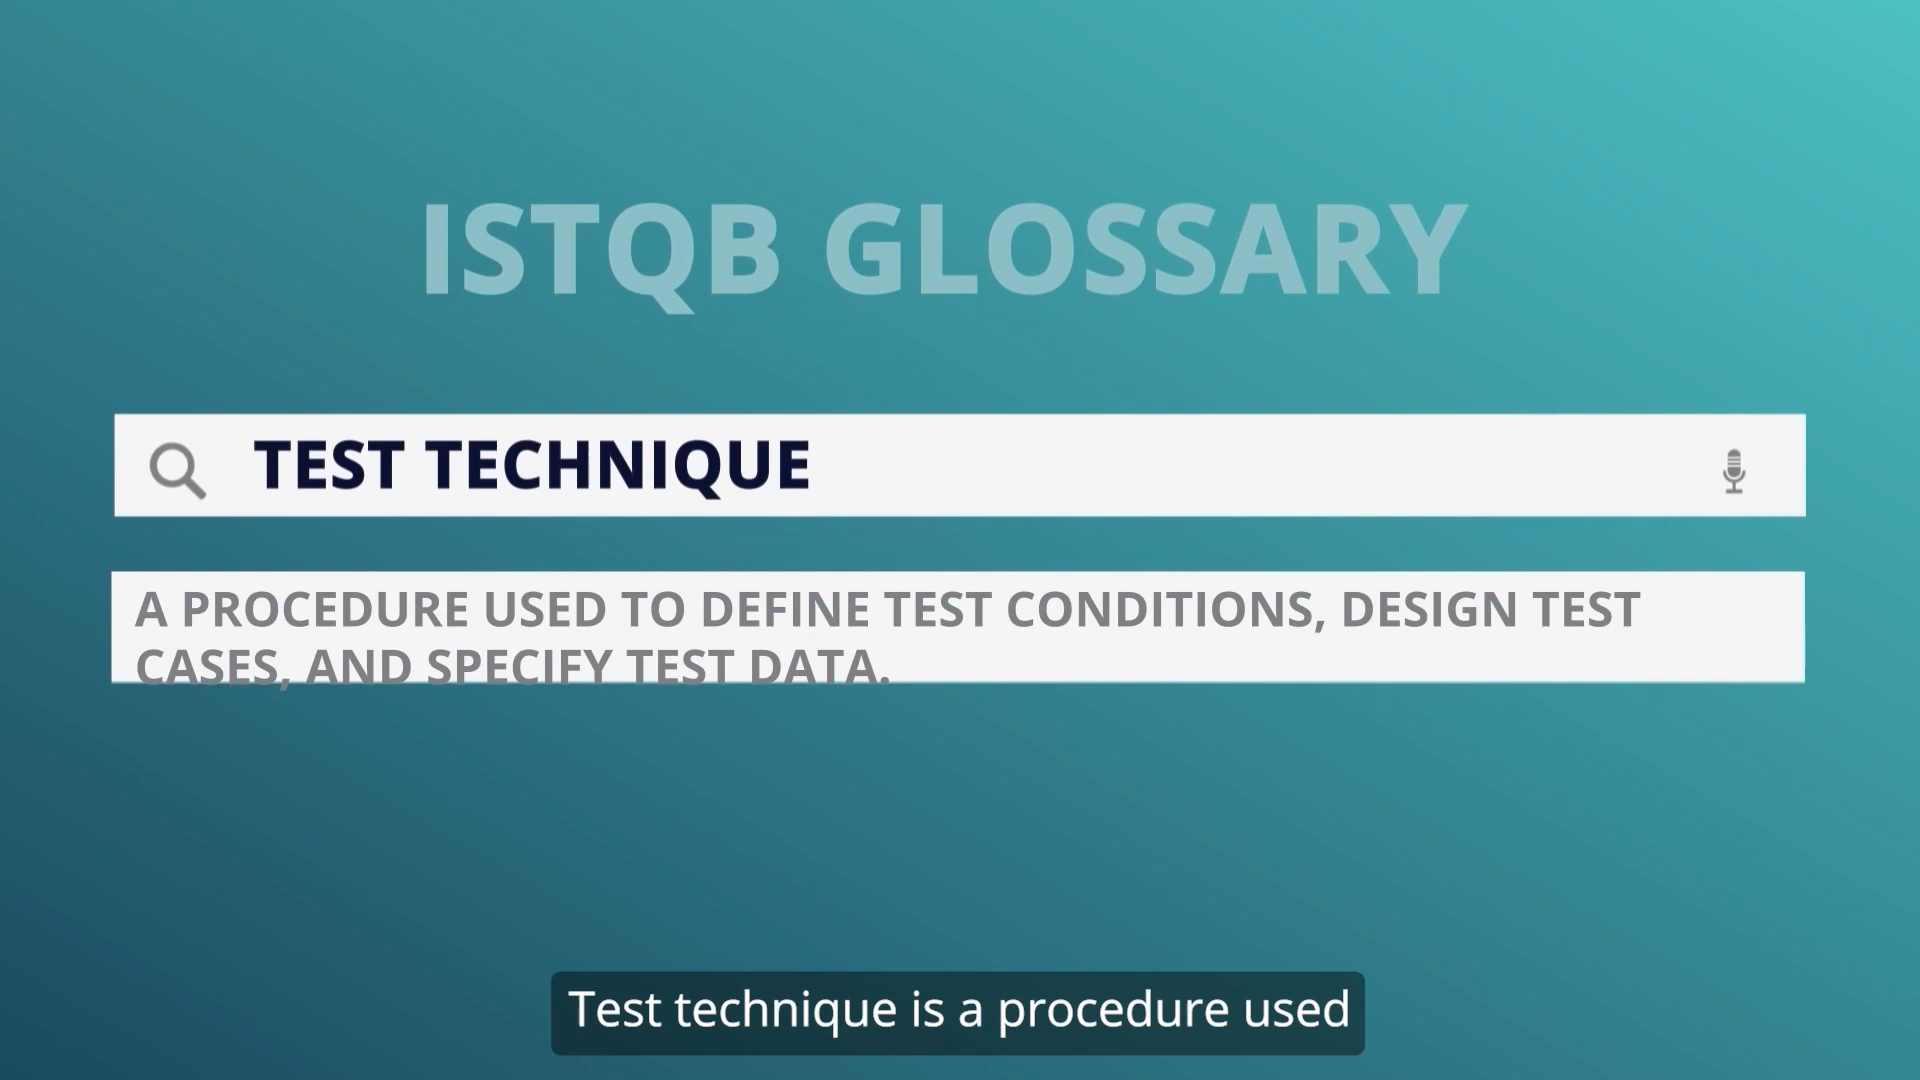 ISTQB GLOSSARY
TEST TECHNIQUE
A PROCEDURE USED TO DEFINE TEST CONDITIONS, DESIGN TEST
CASES, AND SPECIFY TEST DATA.
Test technique is a procedure used